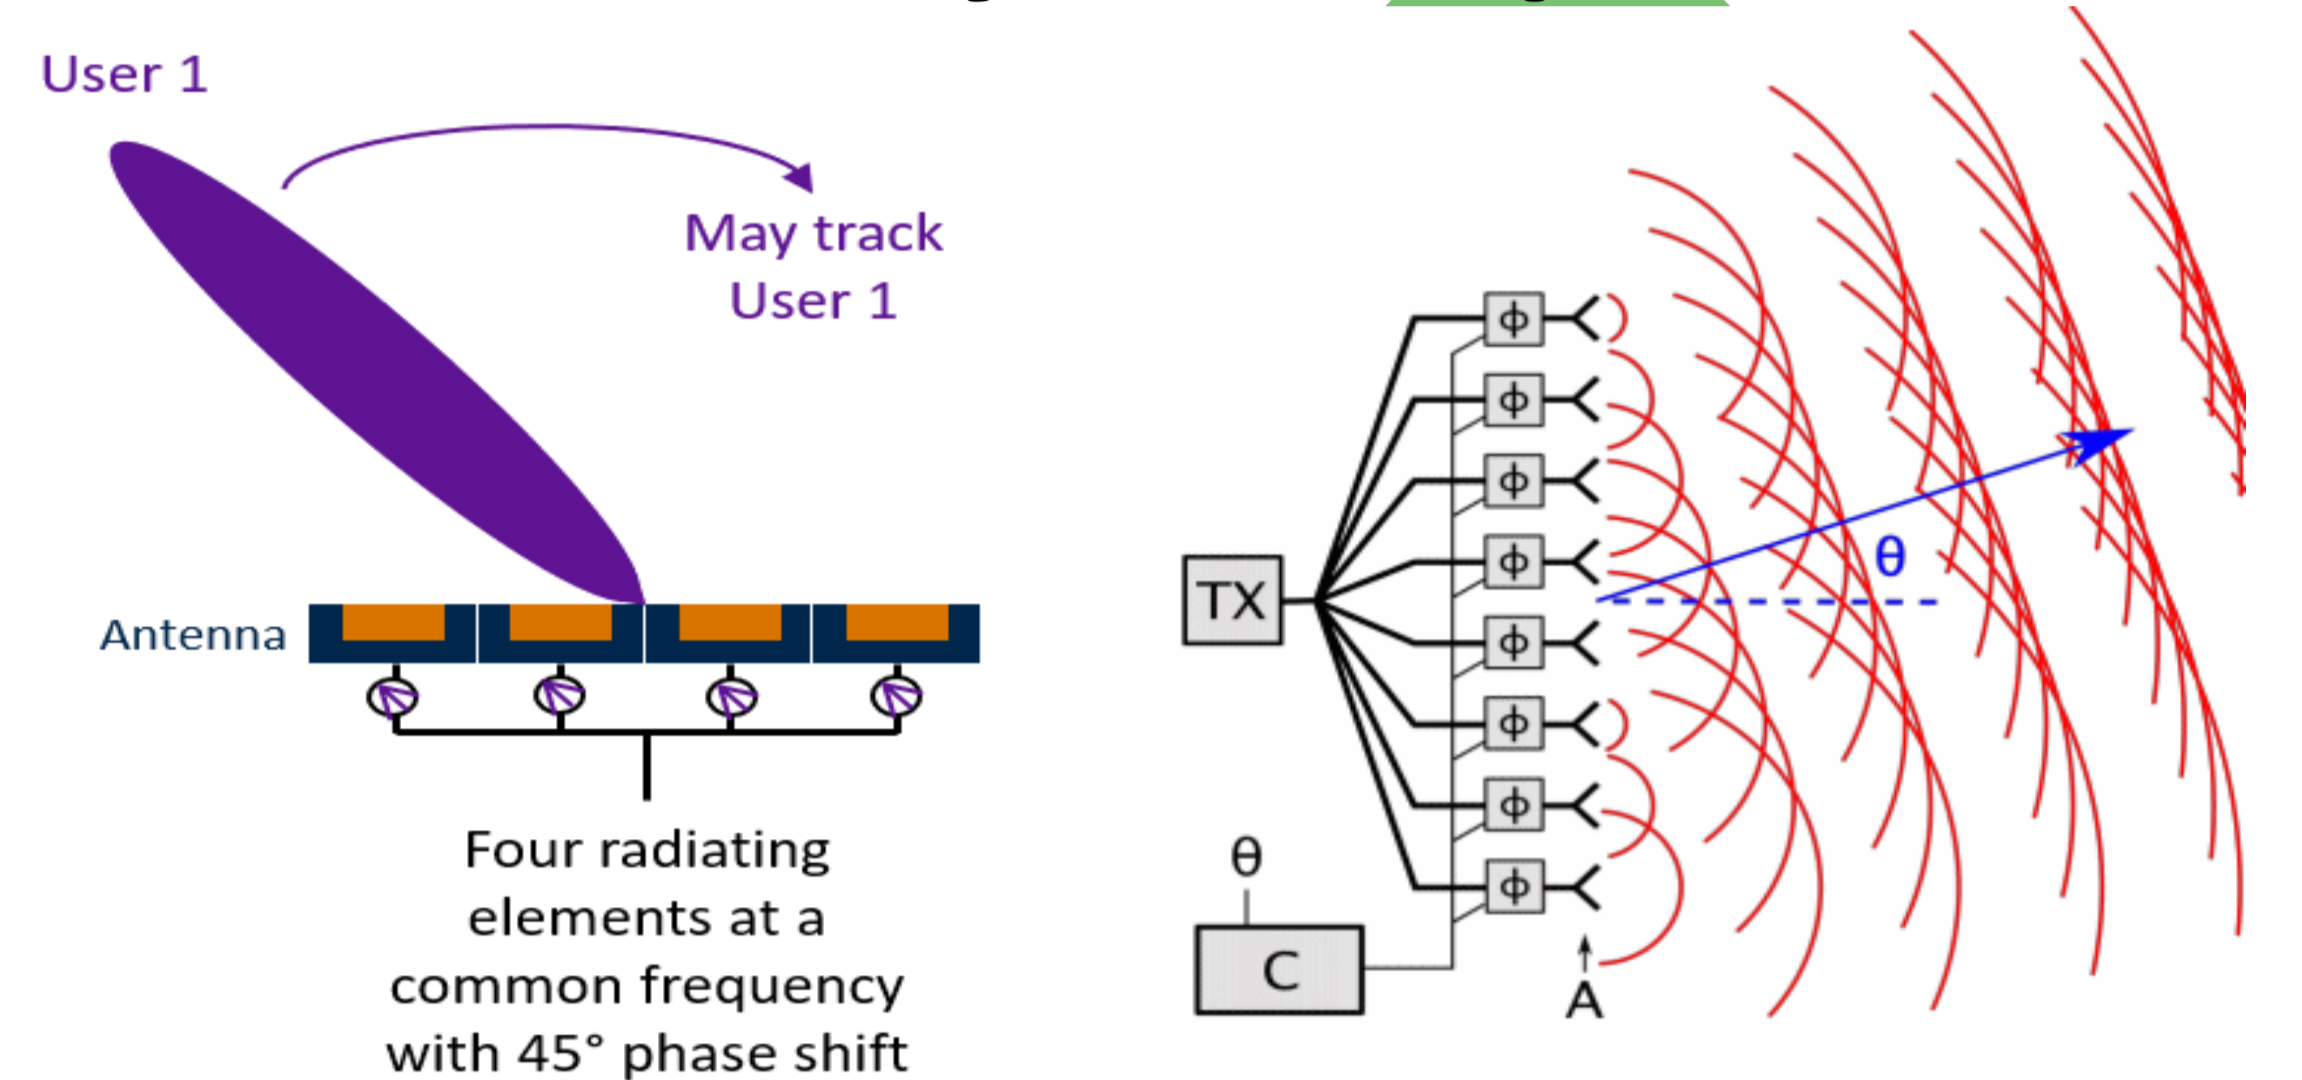 User 1
May track
User 1
Antenna
Four radiating
elements at a
common frequency
with 45° phase shift
ϕ
ϕ
ϕ
ϕ
TX
θ
ϕ
ϕ
ϕ
ϕ
θ
C
A